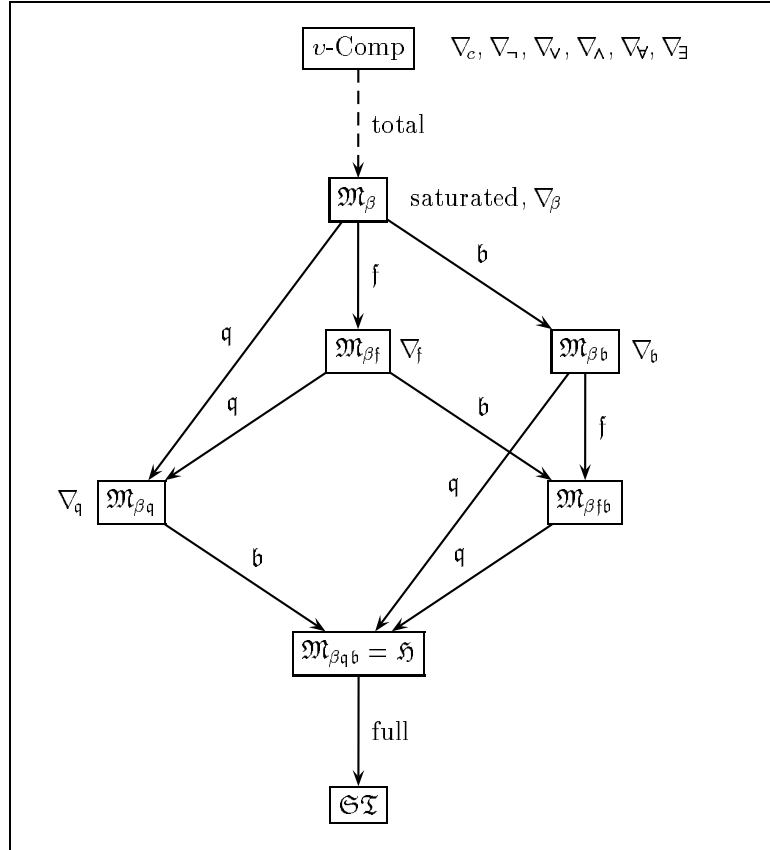 υ-Comp ∇c, ∇¬, ∇∨, ∇∧, ∇∀, ∇∃
total
𝔐β saturated, ∇β
𝔟
𝔣
𝔮
𝔐β𝔣 ∇𝔣 𝔐β𝔟 ∇𝔟
𝔮 𝔟
𝔣
𝔮
∇𝔮 𝔐β𝔮 𝔐β𝔣𝔟
𝔟 𝔮
𝔐β𝔮𝔟 = ℌ
full
𝔖𝔗